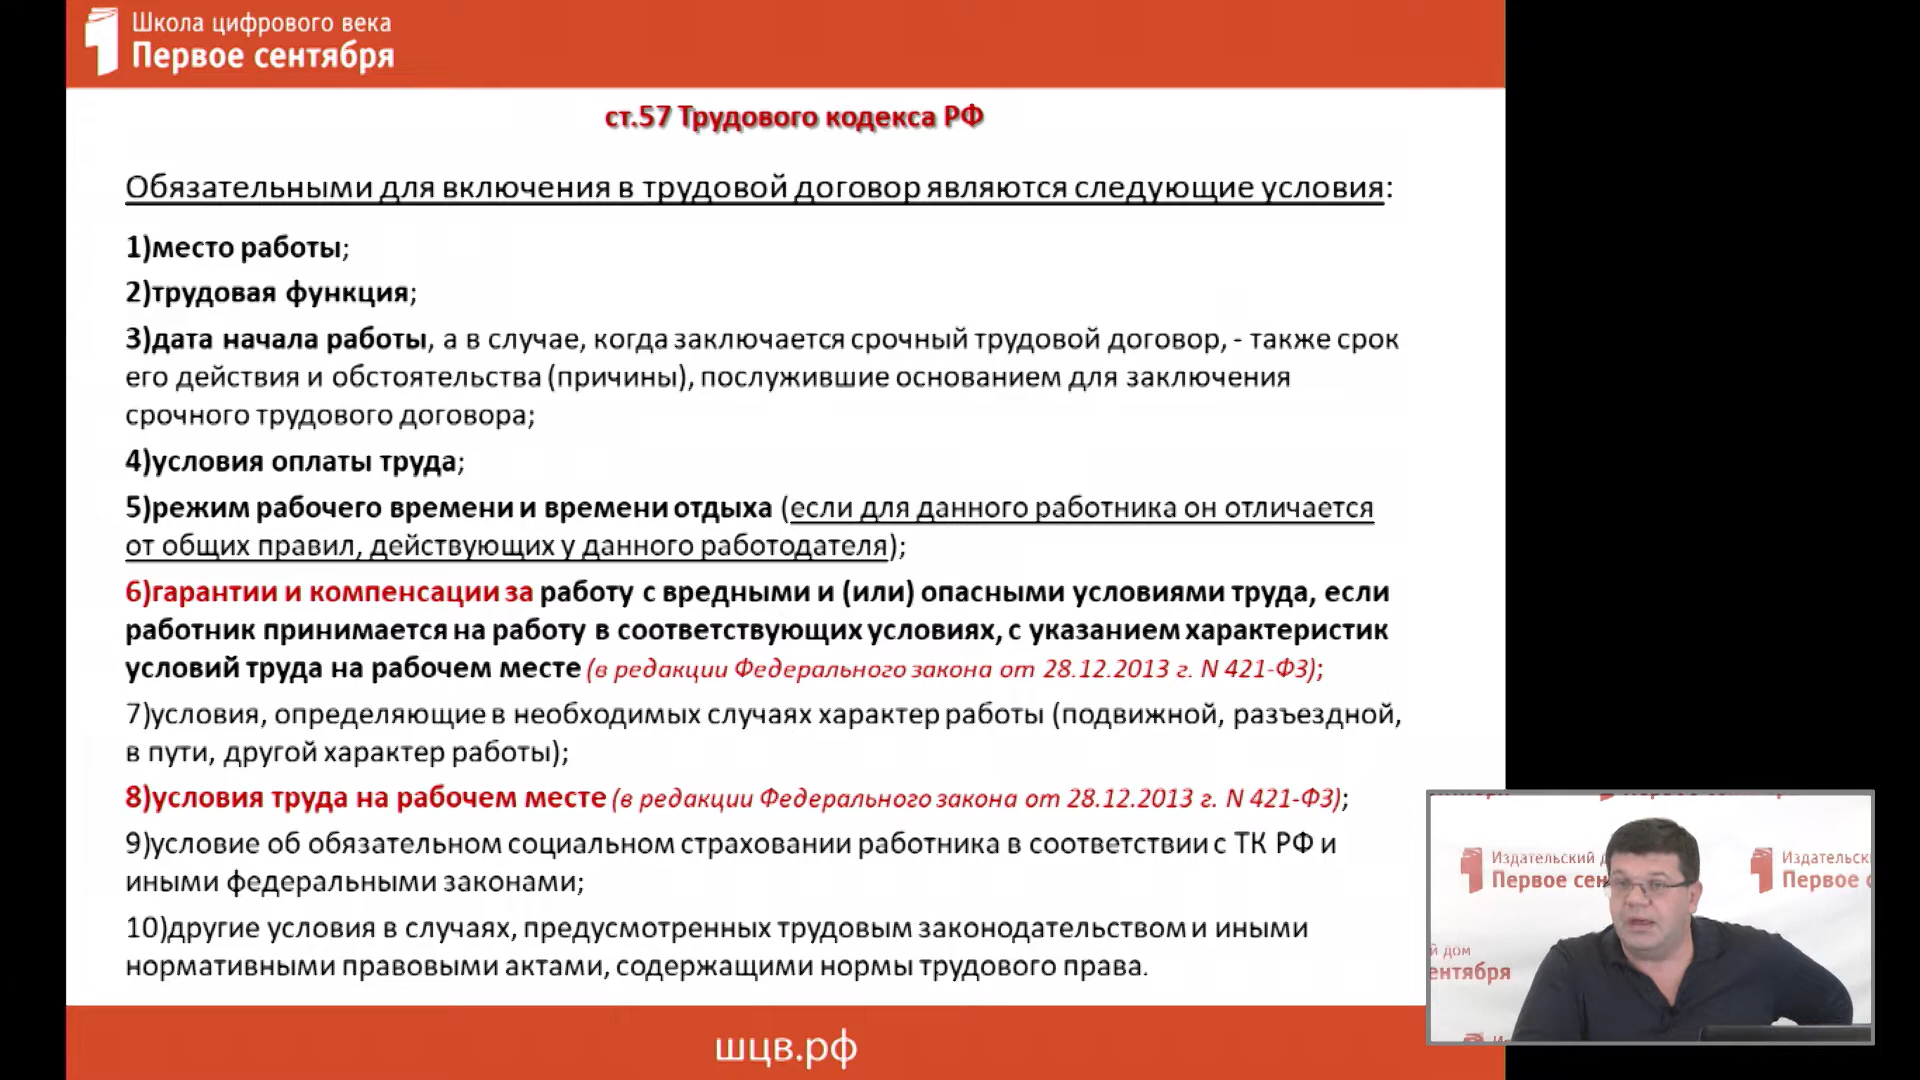 Школа цифрового века
Первое сентября
ст.57 Трудового кодекса РФ
Обязательными для включения в трудовой договор являются следующие условия:
1)место работы;
2)трудовая функция;
3)дата начала работы, а в случае, когда заключается срочный трудовой договор, - также срок
его действия и обстоятельства (причины), послужившие основанием для заключения
срочного трудового договора;
4)условия оплаты труда;
5)режим рабочего времени и времени отдыха (если для данного работника он отличается
от общих правил, действующих у данного работодателя);
6)гарантии и компенсации за работу с вредными и (или) опасными условиями труда, если
работник принимается на работу в соответствующих условиях, с указанием характеристик
условий труда на рабочем месте (в редакции Федерального закона от 28.12.2013 г. N 421-ФЗ);
7)условия, определяющие в необходимых случаях характер работы (подвижной, разъездной,
в пути, другой характер работы);
8)условия труда на рабочем месте (в редакции Федерального закона от 28.12.2013 г. N 421-ФЗ);
9)условие об обязательном социальном страховании работника в соответствии с ТК РФ и
иными федеральными законами;
10)другие условия в случаях, предусмотренных трудовым законодательством и иными
нормативными правовыми актами, содержащими нормы трудового права.
шцв.рф
Издательский
Первое сен
Издательск
Первое с
й дом
ентября